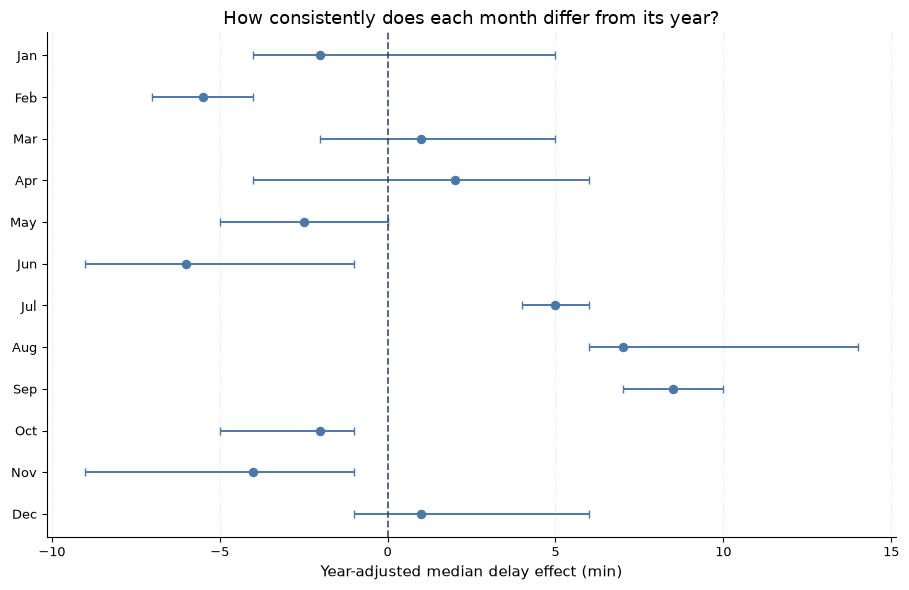 How consistently does each month differ from its year?
Jan
Feb
Mar
Apr
May
Jun
Jul
Aug
Sep
Oct
Nov
Dec
−10 −5 0 5 10 15
Year-adjusted median delay effect (min)